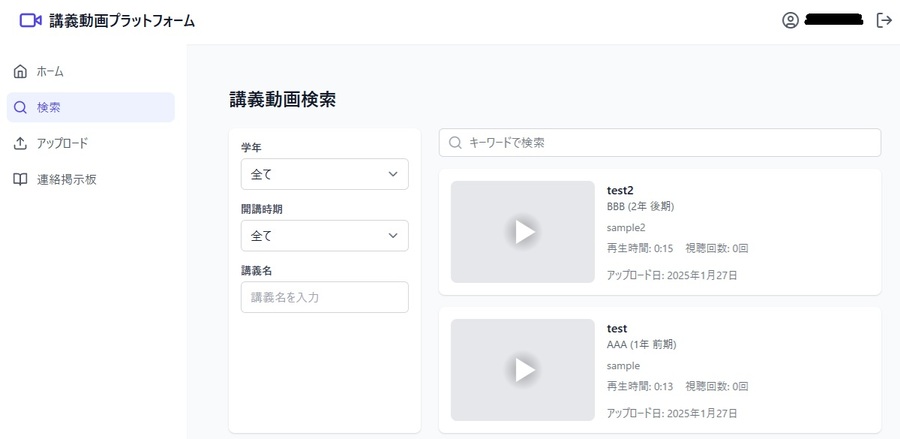 講義動画プラットフォーム
ホーム
検索
アップロード
連絡掲示板
講義動画検索
学年
全て
開講時期
全て
講義名
講義名を入力
キーワードで検索
test2
BBB (2年 後期)
sample2
再生時間: 0:15 視聴回数: 0回
アップロード日: 2025年1月27日
test
AAA (1年 前期)
sample
再生時間: 0:13 視聴回数: 0回
アップロード日: 2025年1月27日